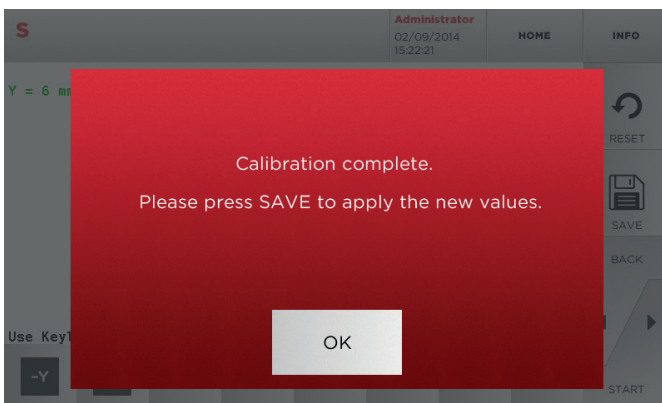 S
Administrator
02/09/2014
15:22:21
HOME
INFO
Y = 6 mm
RESET
Calibration complete.
Please press SAVE to apply the new values.
SAVE
BACK
Use
OK
-Y
START